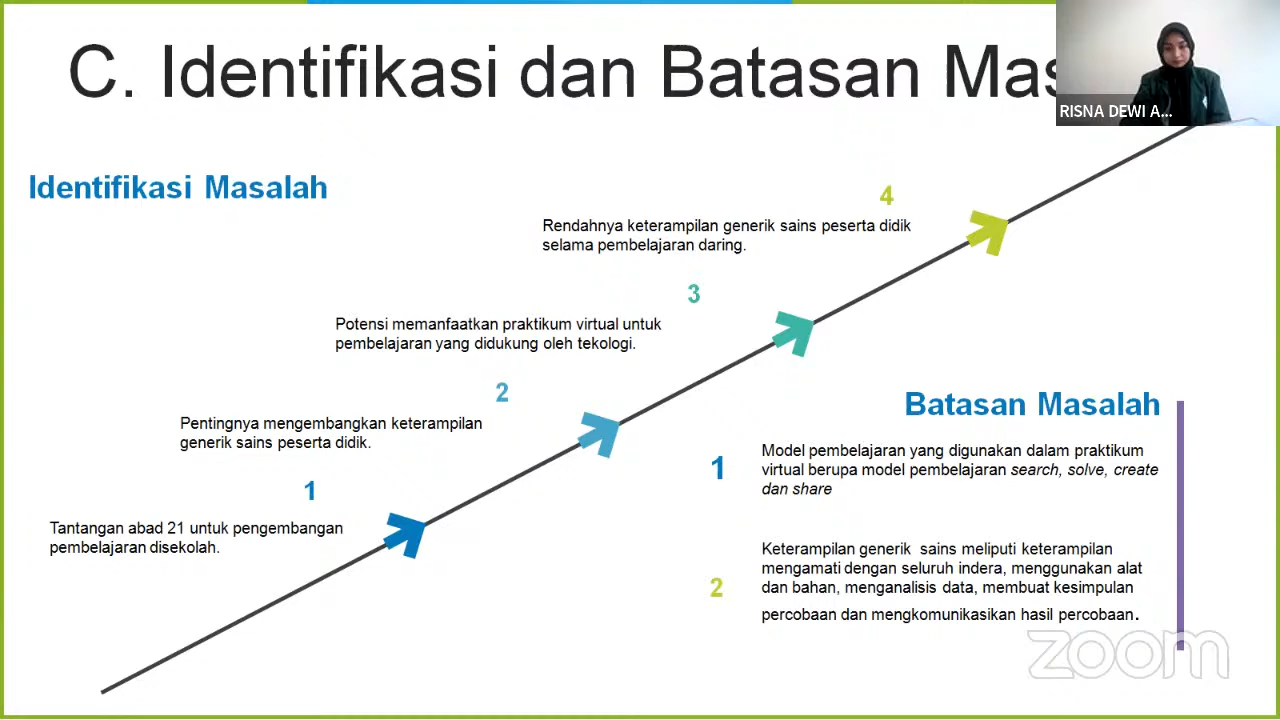 C. Identifikasi dan Batasan Mas
RISNA DEWI A...
Identifikasi Masalah
4
Rendahnya keterampilan generik sains peserta didik
selama pembelajaran daring.
3
Potensi memanfaatkan praktikum virtual untuk
pembelajaran yang didukung oleh tekologi.
2
Pentingnya mengembangkan keterampilan
generik sains peserta didik.
1
Tantangan abad 21 untuk pengembangan
pembelajaran disekolah.
Batasan Masalah
1
Model pembelajaran yang digunakan dalam praktikum
virtual berupa model pembelajaran search, solve, create
dan share
2
Keterampilan generik sains meliputi keterampilan
mengamati dengan seluruh indera, menggunakan alat
dan bahan, menganalisis data, membuat kesimpulan
percobaan dan mengkomunikasikan hasil percobaan.
zoom